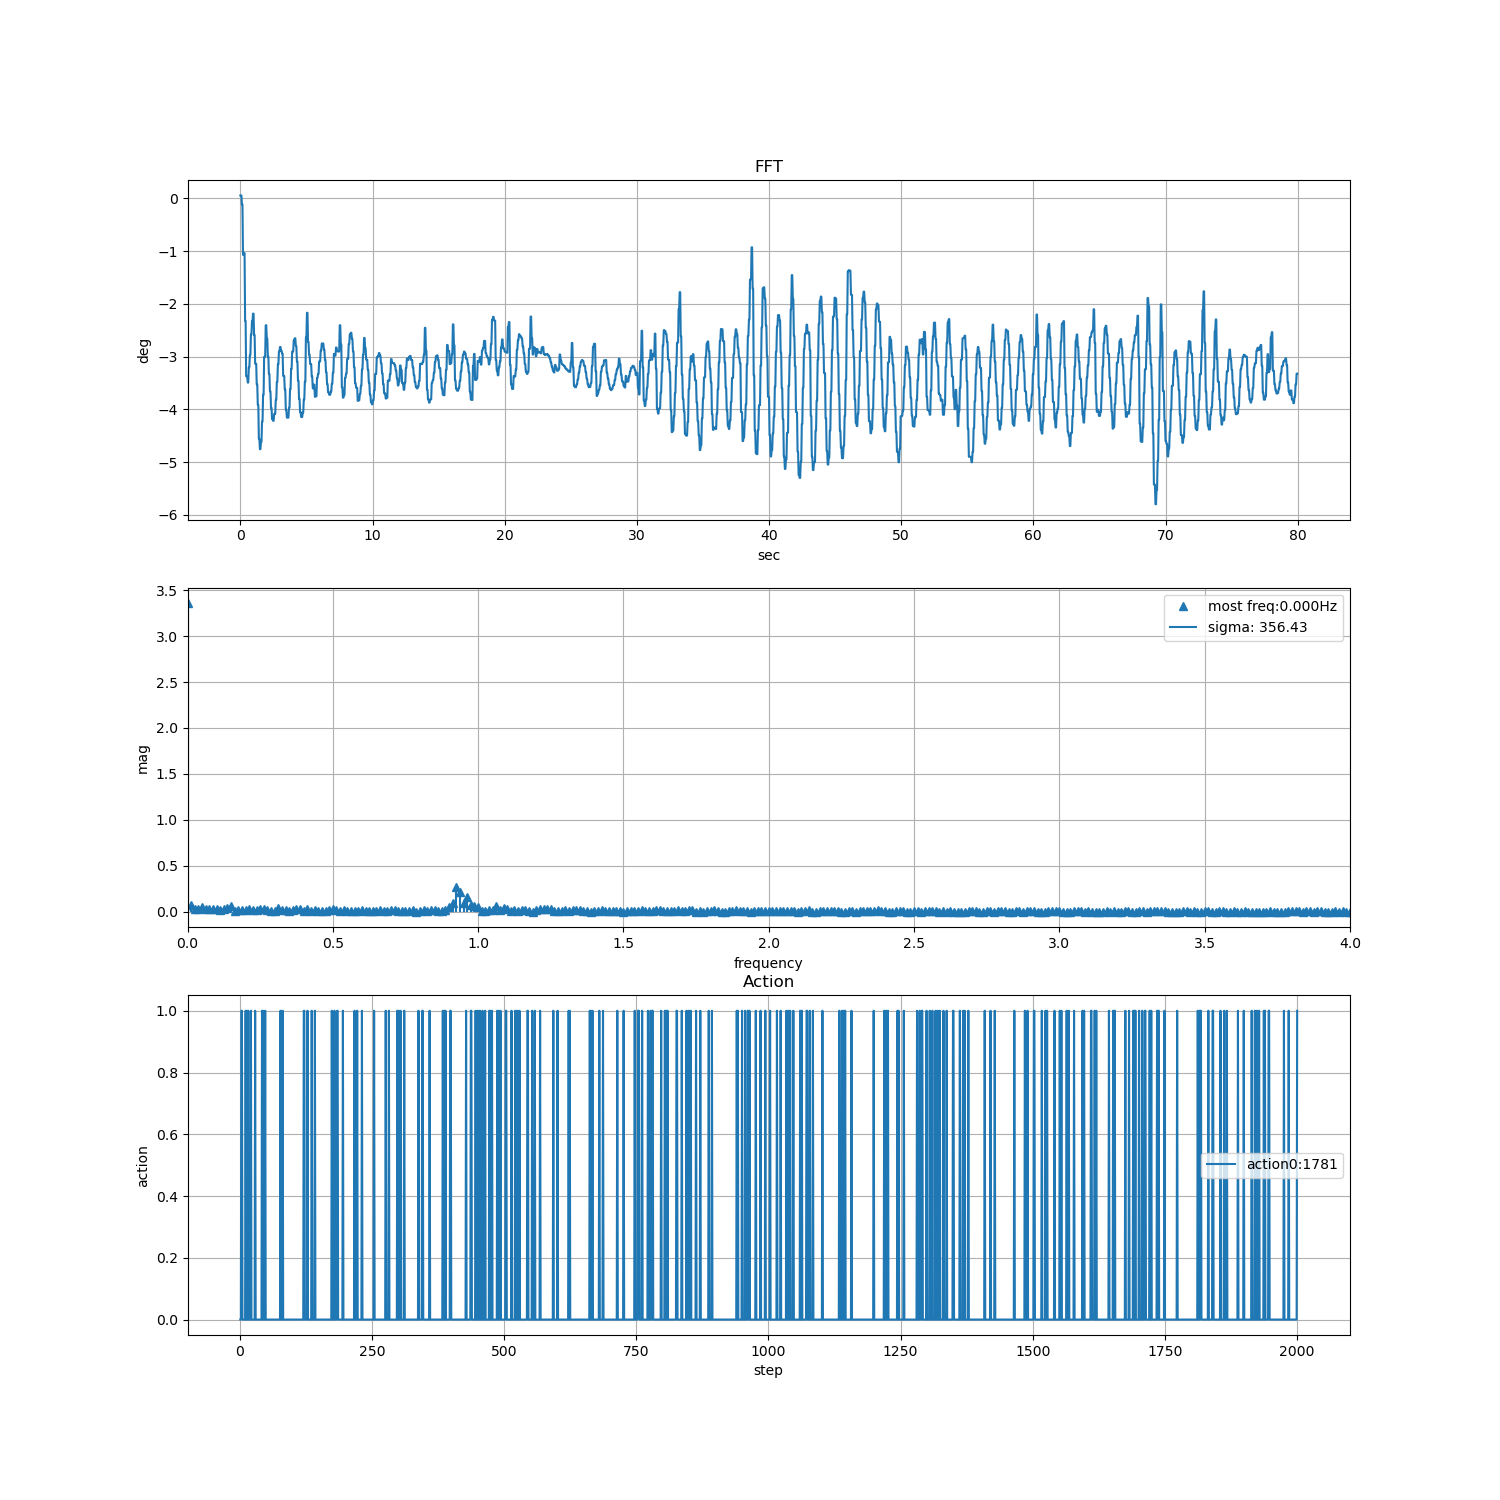 FFT
0
−1
−2
−3
−4
−5
−6
deg
0 10 20 30 40 50 60 70 80
sec
3.5
3.0
2.5
2.0
1.5
1.0
0.5
0.0
mag
most freq:0.000Hz
sigma: 356.43
0.0 0.5 1.0 1.5 2.0 2.5 3.0 3.5 4.0
frequency
Action
1.0
0.8
0.6
0.4
0.2
0.0
action
action0:1781
0 250 500 750 1000 1250 1500 1750 2000
step